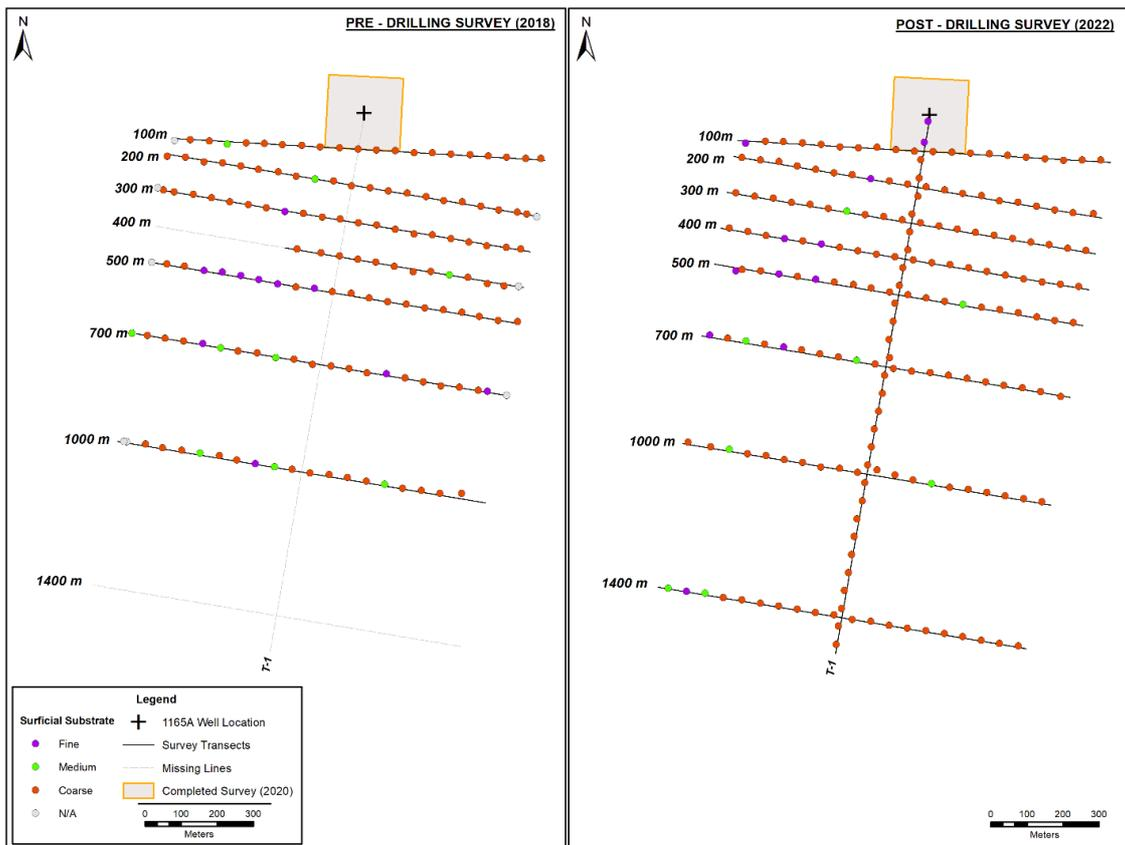 N
PRE - DRILLING SURVEY (2018)
100m
200 m
300 m
400 m
500 m
700 m
1000 m
1400 m
T-1
Legend
Surficial Substrate
Fine
Medium
Coarse
N/A
1165A Well Location
Survey Transects
Missing Lines
Completed Survey (2020)
0 100 200 300
Meters
N
POST - DRILLING SURVEY (2022)
100m
200 m
300 m
400 m
500 m
700 m
1000 m
1400 m
T-1
0 100 200 300
Meters